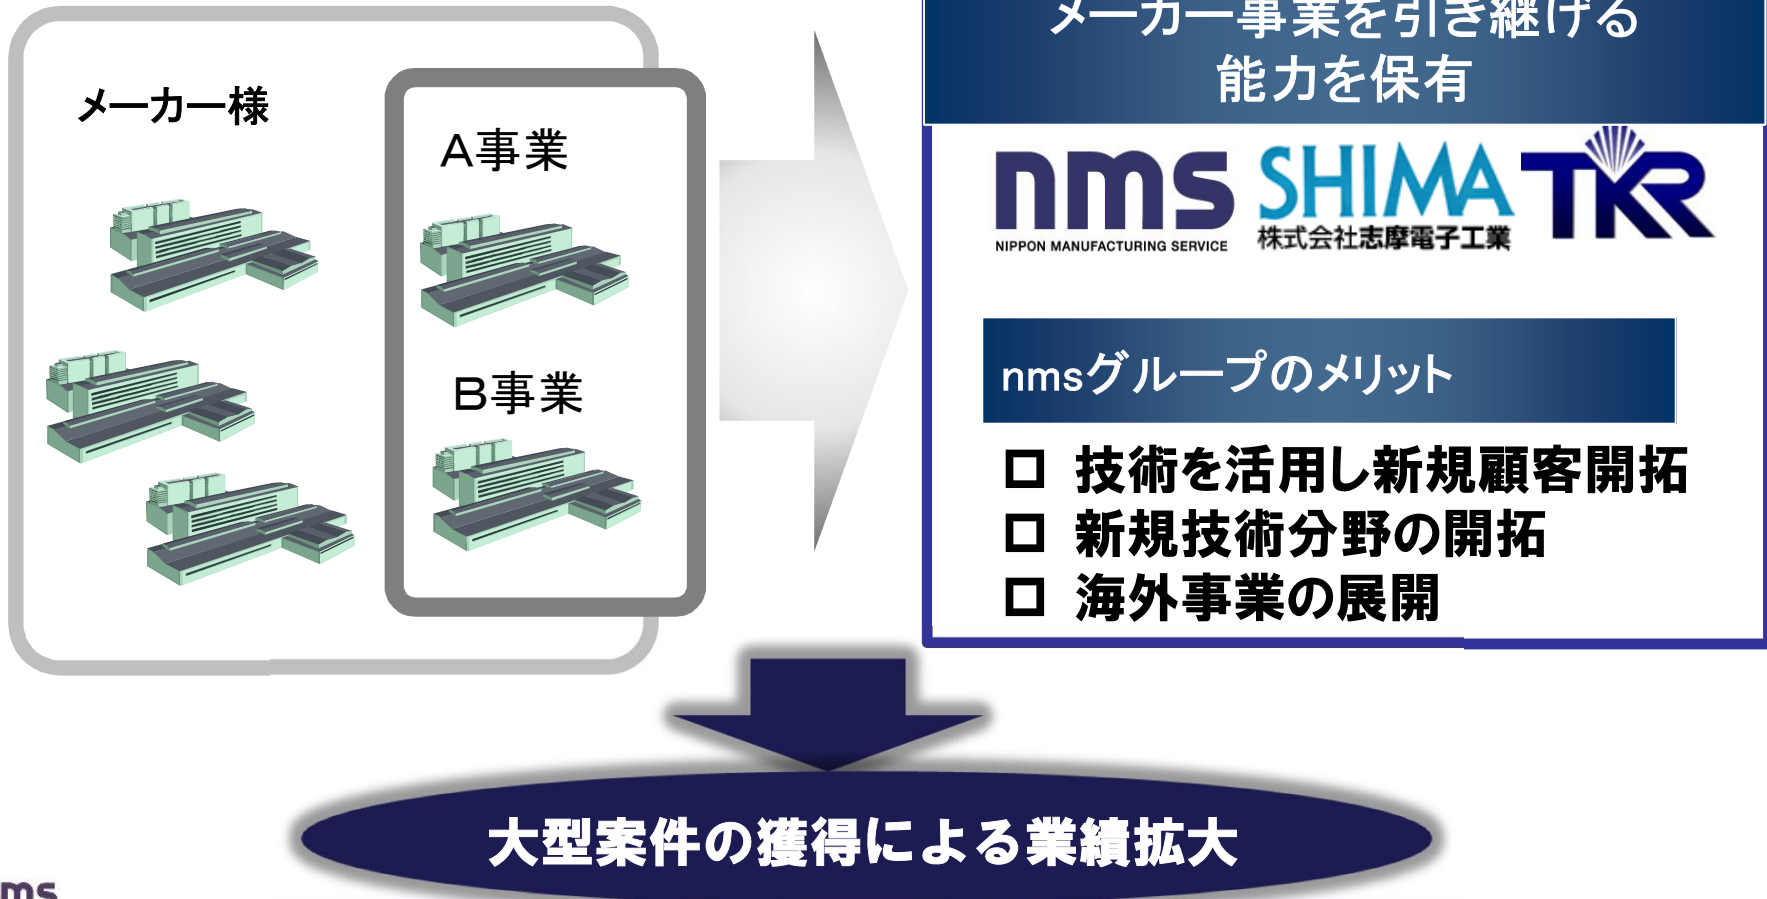 メーカー様
A事業
B事業
メーカー事業を引き継げる
能力を保有
nms
NIPPON MANUFACTURING SERVICE
SHIMA
株式会社志摩電子工業
TKR
nmsグループのメリット
□ 技術を活用し新規顧客開拓
□ 新規技術分野の開拓
□ 海外事業の展開
大型案件の獲得による業績拡大
ms